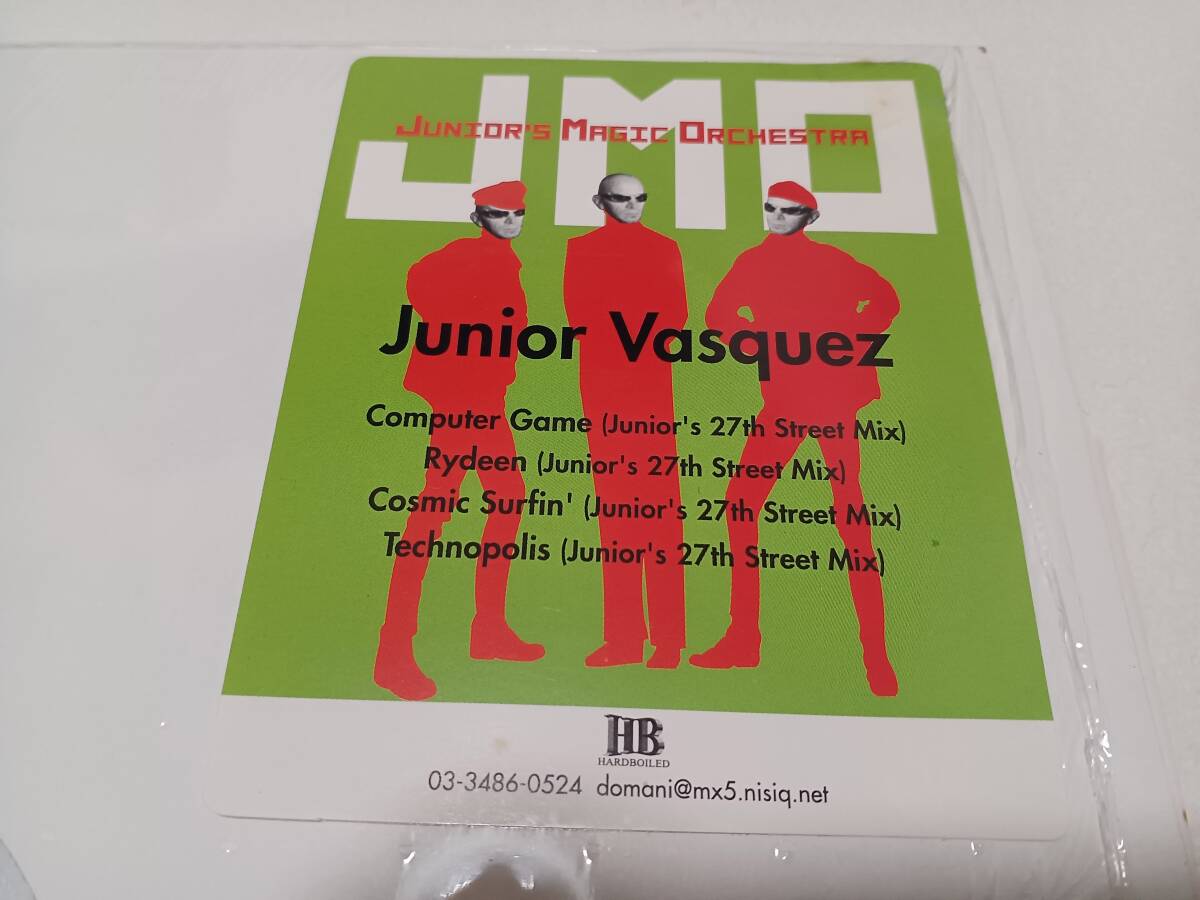 JMO
JUNIOR'S MAGIC ORCHESTRA
Junior Vasquez
Computer Game (Junior's 27th Street Mix)
Rydeen (Junior's 27th Street Mix)
Cosmic Surfin' (Junior's 27th Street Mix)
Technopolis (Junior's 27th Street Mix)
HB
HARDBOILED
03-3486-0524 domani@mx5.nisiq.net